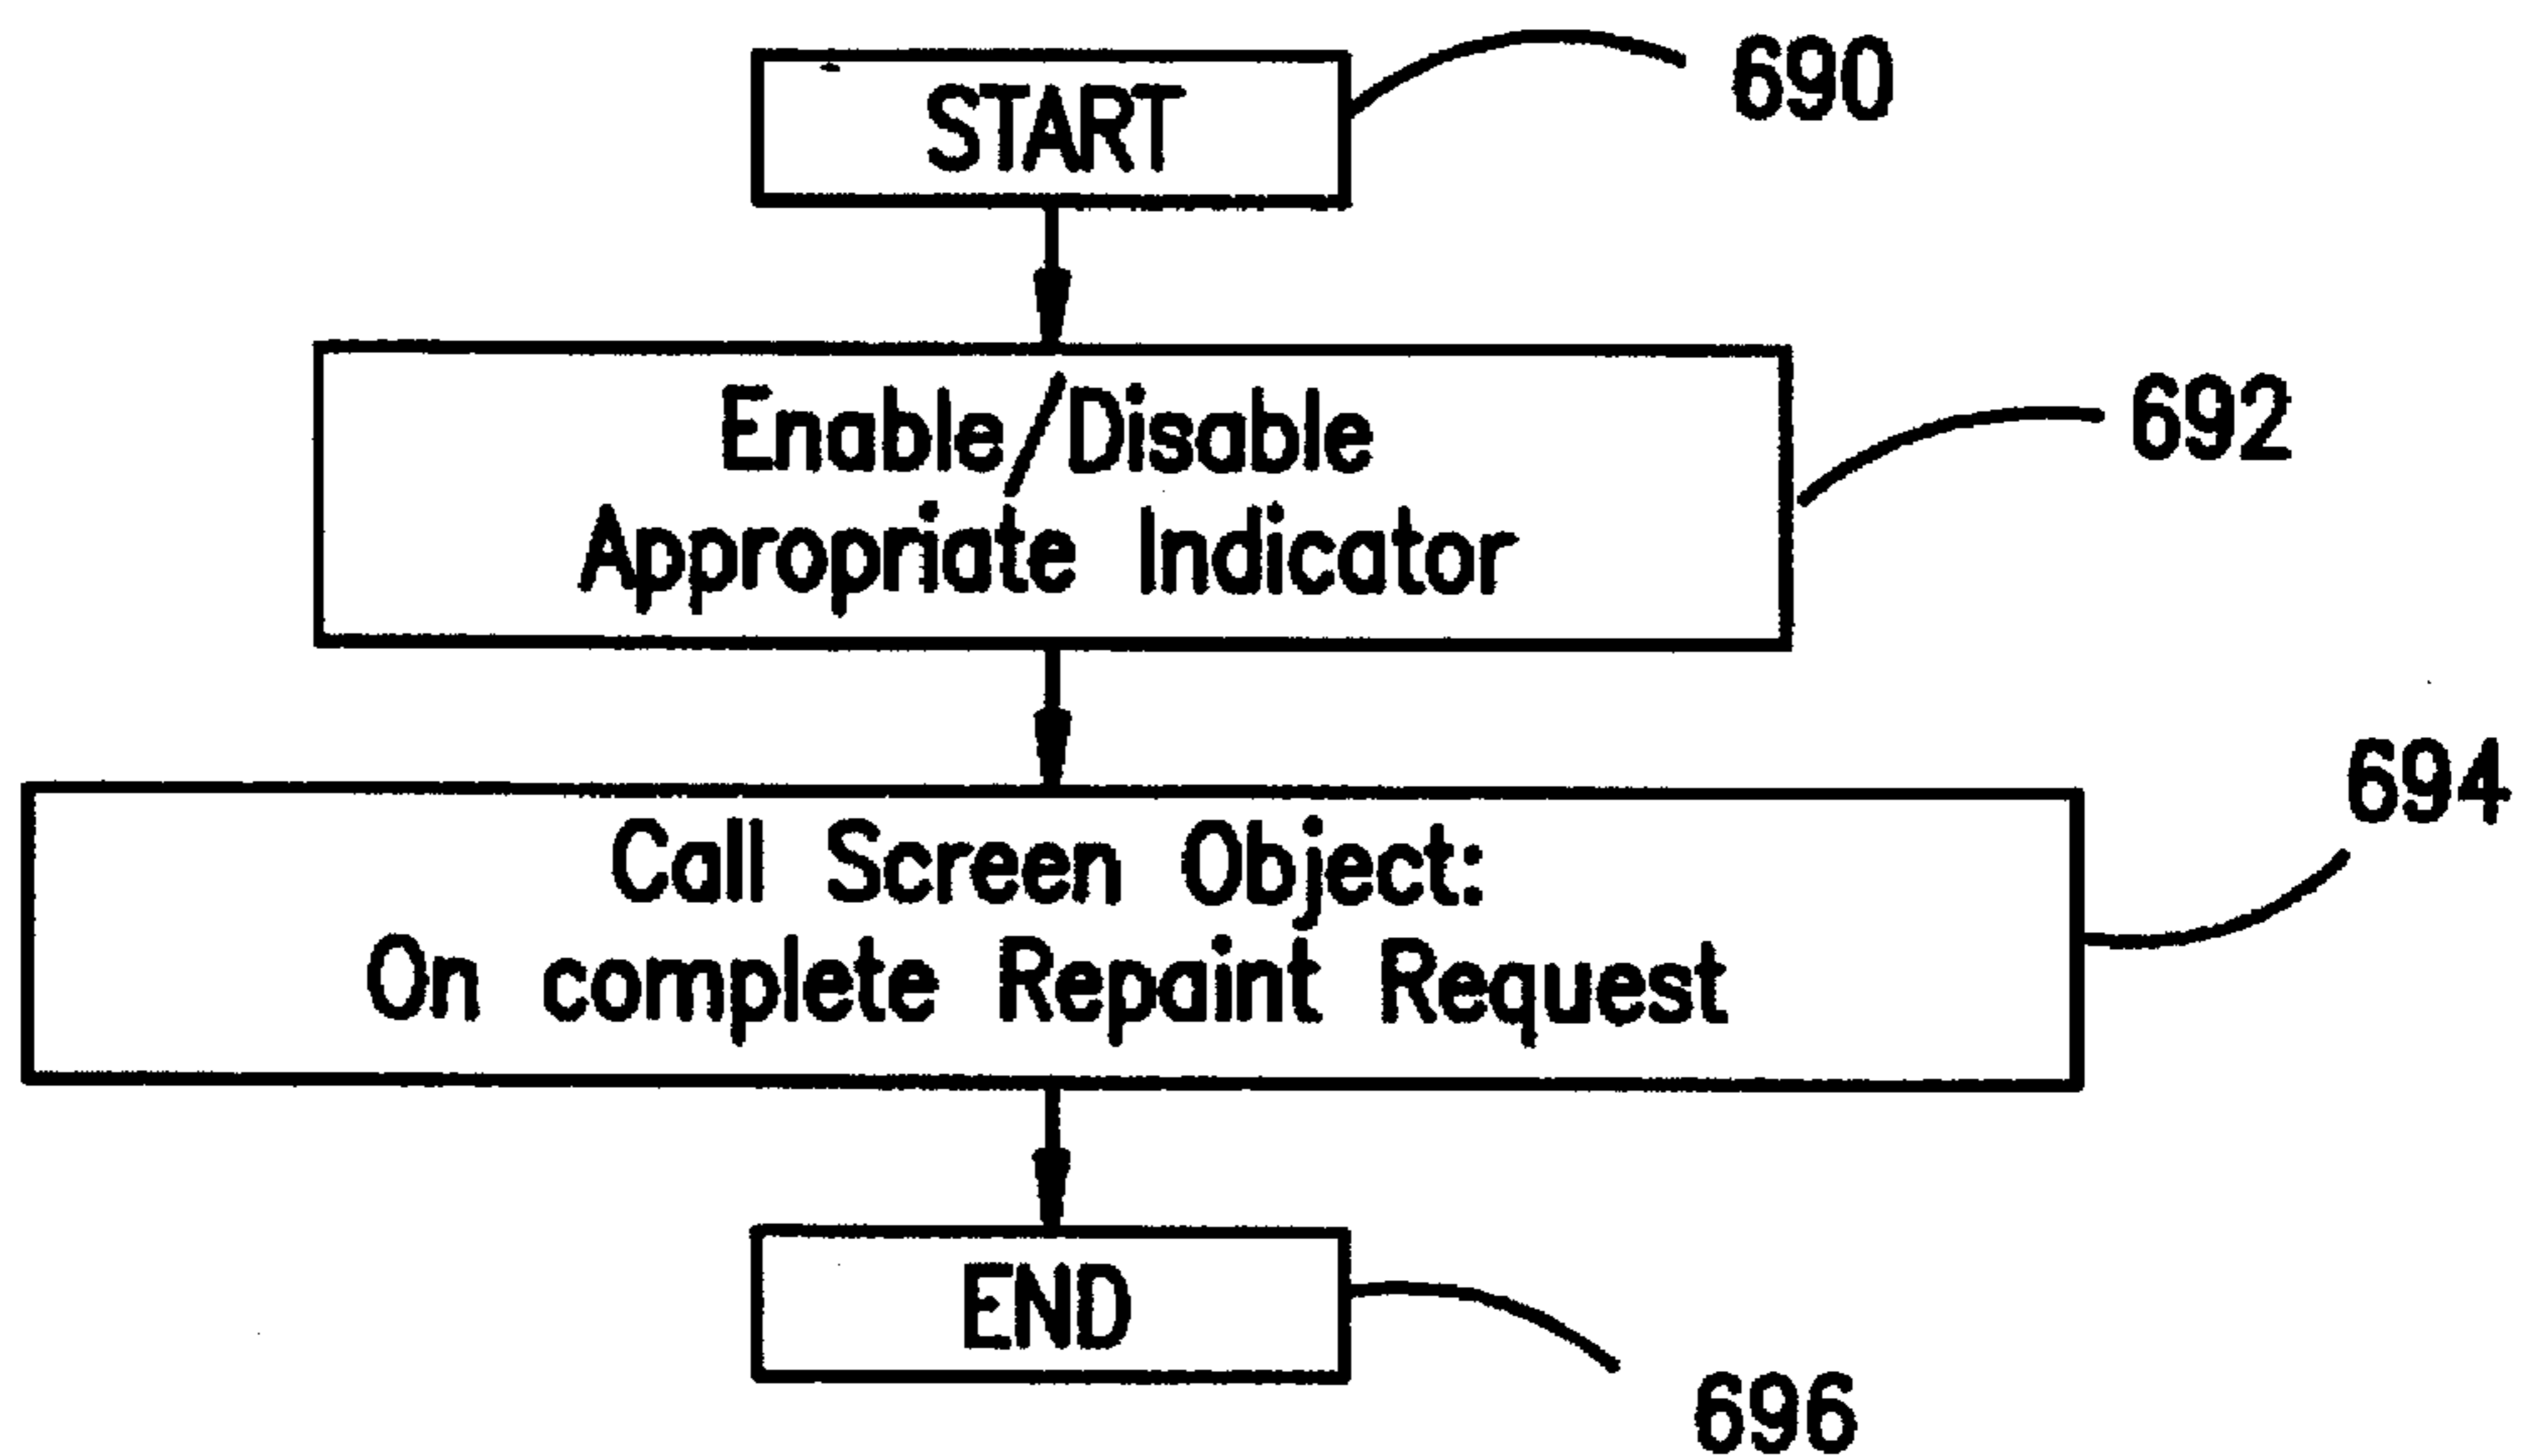 START
690
Enable/Disable
Appropriate Indicator
692
Call Screen Object:
On complete Repaint Request
694
END
696